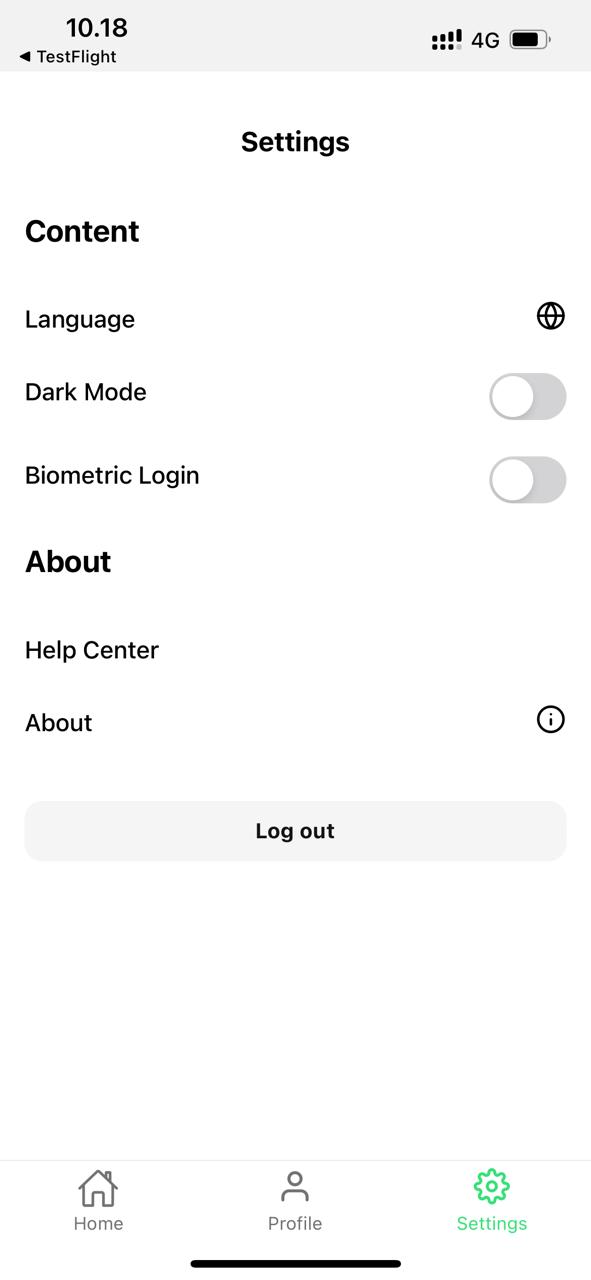 10.18
◀ TestFlight
4G
Settings
Content
Language
Dark Mode
Biometric Login
About
Help Center
About
Log out
Home
Profile
Settings